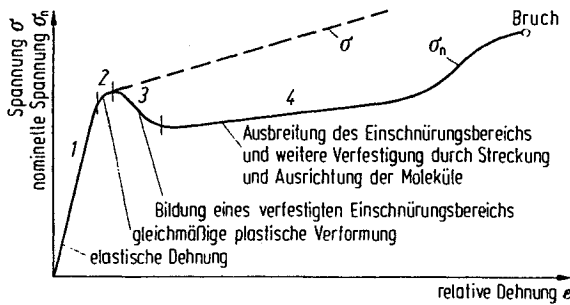 Spannung σ
nominelle Spannung σn
Bruch
σ
σn
1
2
3
4
Ausbreitung des Einschnürungsbereichs
und weitere Verfestigung durch Streckung
und Ausrichtung der Moleküle
Bildung eines verfestigten Einschnürungsbereichs
gleichmäßige plastische Verformung
elastische Dehnung
relative Dehnung e